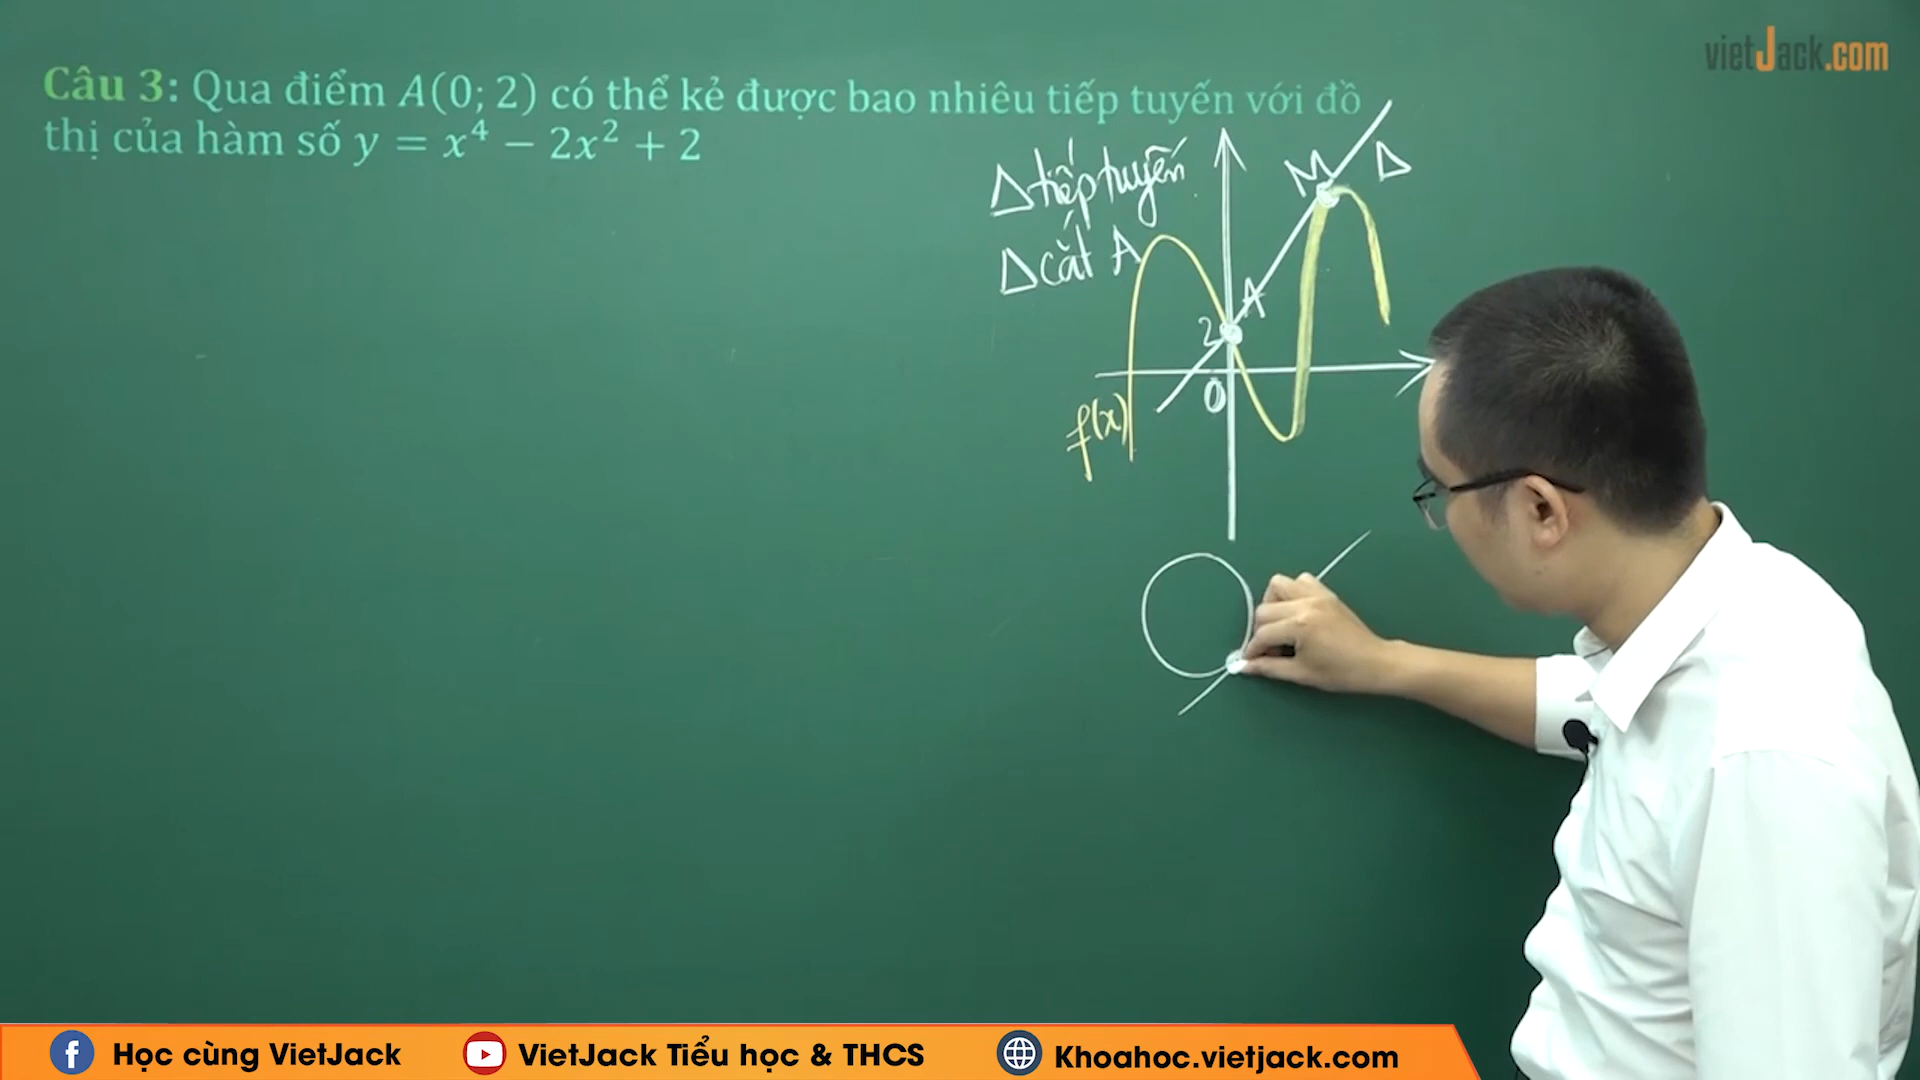 vietJack.com
Câu 3: Qua điểm A(0; 2) có thể kẻ được bao nhiêu tiếp tuyến với đồ
thị của hàm số y = x⁴ − 2x² + 2
Δ tiếp tuyến
Δ cắt A
M
Δ
A
2
0
f(x)
Học cùng VietJack
VietJack Tiểu học & THCS
Khoahoc.vietjack.com